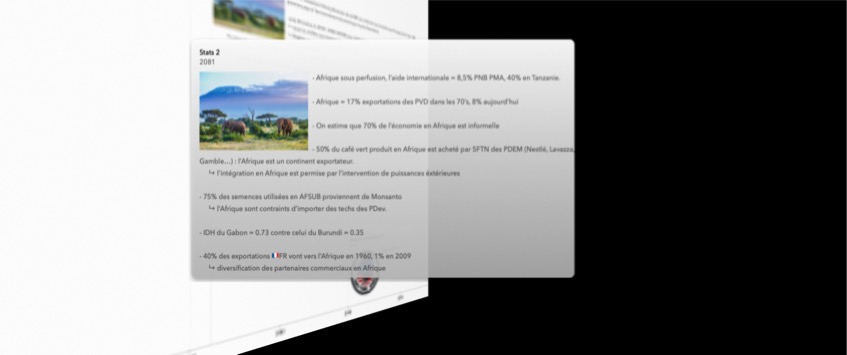 Stats 2
2081
- Afrique sous perfusion, l'aide internationale = 8,5% PNB PMA, 40% en Tanzanie.
- Afrique = 17% exportations des PVD dans les 70's, 8% aujourd'hui
- On estime que 70% de l'économie en Afrique est informelle
- 50% du café vert produit en Afrique est acheté par 5FTN des PDEM (Nestlé, Lavazza,
Gamble...) : l'Afrique est un continent exportateur.
↳ l'intégration en Afrique est permise par l'intervention de puissances extérieures
- 75% des semences utilisées en AFSUB proviennent de Monsanto
↳ l'Afrique sont contraints d'importer des techs des PDev.
- IDH du Gabon = 0.73 contre celui du Burundi = 0.35
- 40% des exportations 🇫🇷FR vont vers l'Afrique en 1960, 1% en 2009
↳ diversification des partenaires commerciaux en Afrique